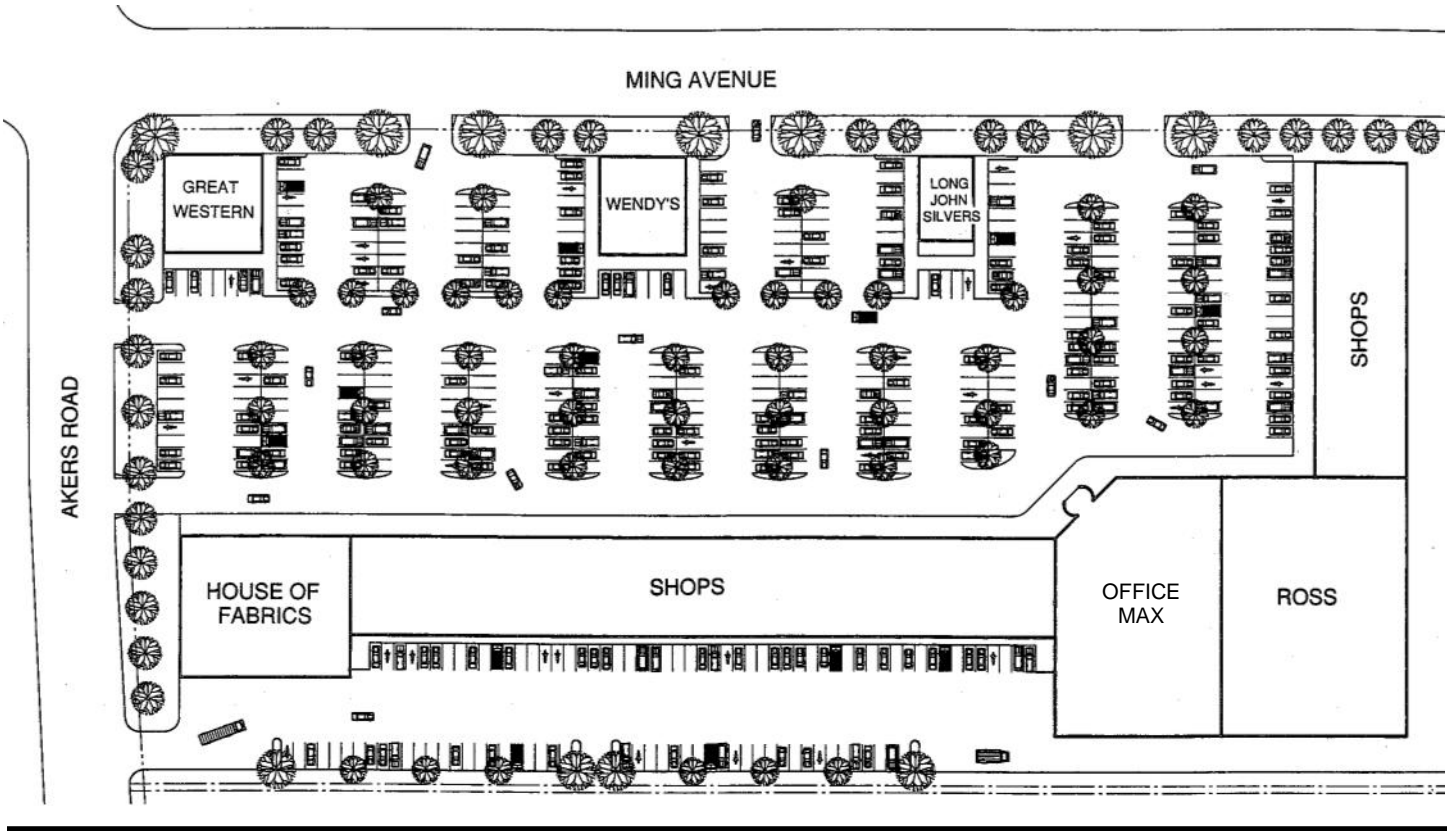 MING AVENUE
GREAT
WESTERN
WENDY'S
LONG
JOHN
SILVERS
SHOPS
AKERS ROAD
HOUSE OF
FABRICS
SHOPS
OFFICE
MAX
ROSS